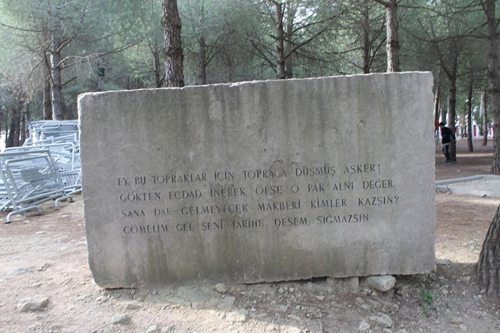 EY, BU TOPRAKLAR İÇİN TOPRAĞA DÜŞMÜŞ ASKER!
GÖKTEN ECDAD İNEREK ÖPSE O PÂK ALNI DEĞER
SANA DAR GELMEYECEK MAKBERİ KİMLER KAZSIN?
GÖMELİM GEL SENİ TARİHE, DESEM, SIĞMAZSIN.